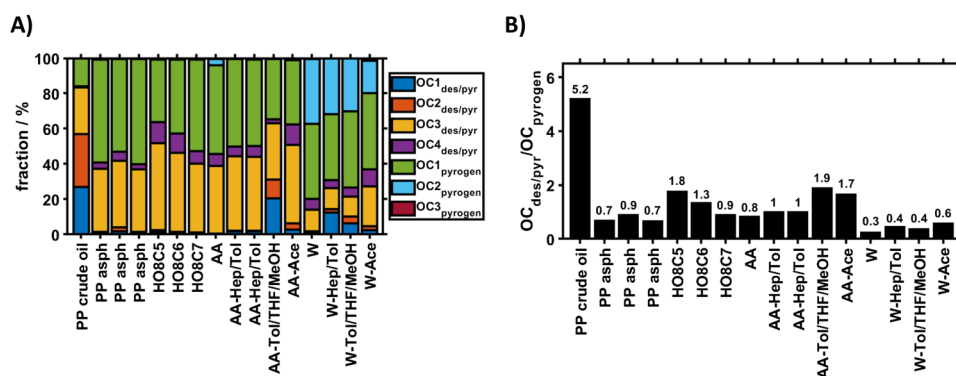 A)
B)
fraction / %
100
80
60
40
20
0
PP crude oil
PP asph
PP asph
PP asph
HO8C5
HO8C6
HO8C7
AA
AA-Hep/Tol
AA-Hep/Tol
AA-Tol/THF/MeOH
AA-Ace
W
W-Hep/Tol
W-Tol/THF/MeOH
W-Ace
OC1des/pyr
OC2des/pyr
OC3des/pyr
OC4des/pyr
OC1pyrogen
OC2pyrogen
OC3pyrogen
OCdes/pyr/OCpyrogen
6
4
2
0
5.2
0.7
0.9
0.7
1.8
1.3
0.9
0.8
1
1
1.9
1.7
0.3
0.4
0.4
0.6
PP crude oil
PP asph
PP asph
PP asph
HO8C5
HO8C6
HO8C7
AA
AA-Hep/Tol
AA-Hep/Tol
AA-Tol/THF/MeOH
AA-Ace
W
W-Hep/Tol
W-Tol/THF/MeOH
W-Ace